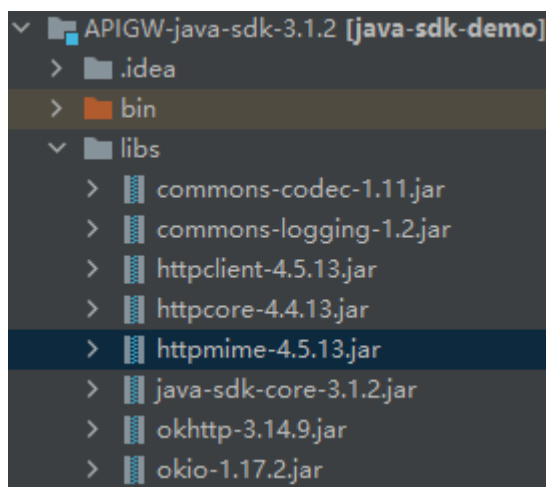 APIGW-java-sdk-3.1.2 [java-sdk-demo]
.idea
bin
libs
commons-codec-1.11.jar
commons-logging-1.2.jar
httpclient-4.5.13.jar
httpcore-4.4.13.jar
httpmime-4.5.13.jar
java-sdk-core-3.1.2.jar
okhttp-3.14.9.jar
okio-1.17.2.jar